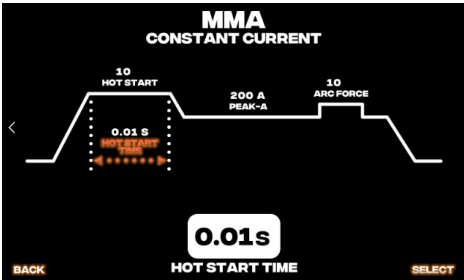 MMA
CONSTANT CURRENT
10
HOT START
200 A
PEAK-A
10
ARC FORCE
0.01 S
HOT START
TIME
0.01s
HOT START TIME
BACK
SELECT